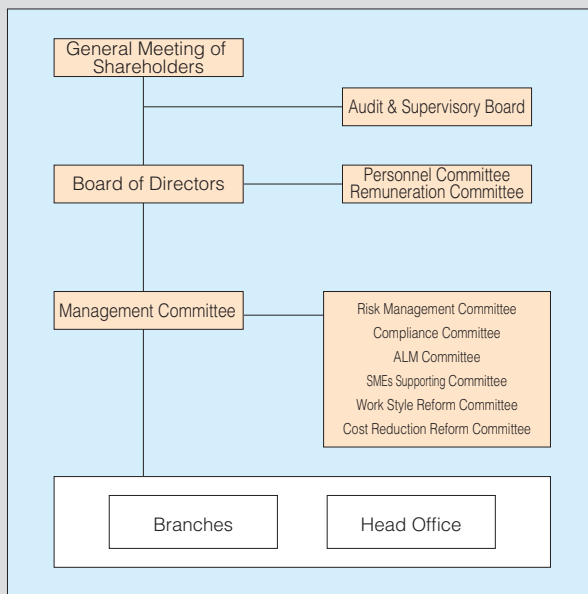 General Meeting of
Shareholders
Audit & Supervisory Board
Board of Directors
Personnel Committee
Remuneration Committee
Management Committee
Risk Management Committee
Compliance Committee
ALM Committee
SMEs Supporting Committee
Work Style Reform Committee
Cost Reduction Reform Committee
Branches
Head Office